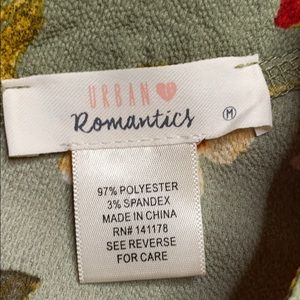 URBAN
Romantics
M
97% POLYESTER
3% SPANDEX
MADE IN CHINA
RN# 141178
SEE REVERSE
FOR CARE